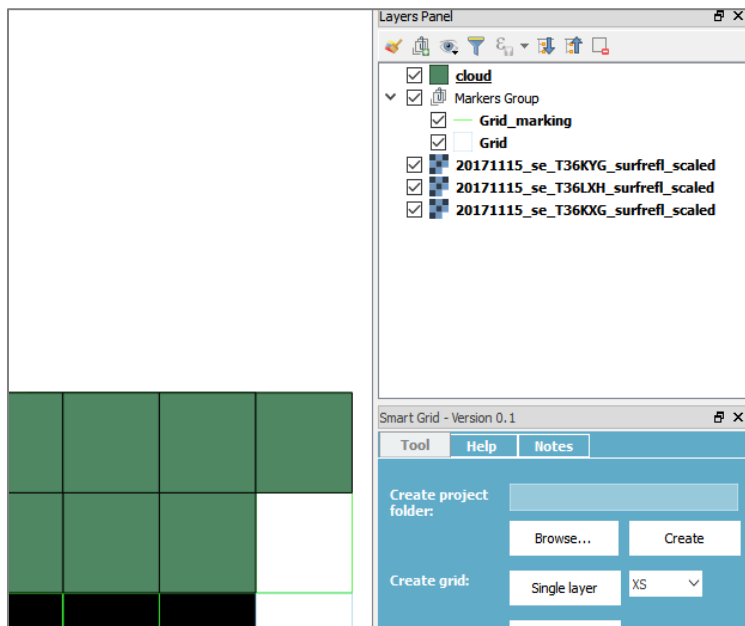 Layers Panel
cloud
Markers Group
Grid_marking
Grid
20171115_se_T36KYG_surfrefl_scaled
20171115_se_T36LXH_surfrefl_scaled
20171115_se_T36KXG_surfrefl_scaled
Smart Grid - Version 0.1
Tool Help Notes
Create project
folder:
Browse... Create
Create grid: Single layer XS